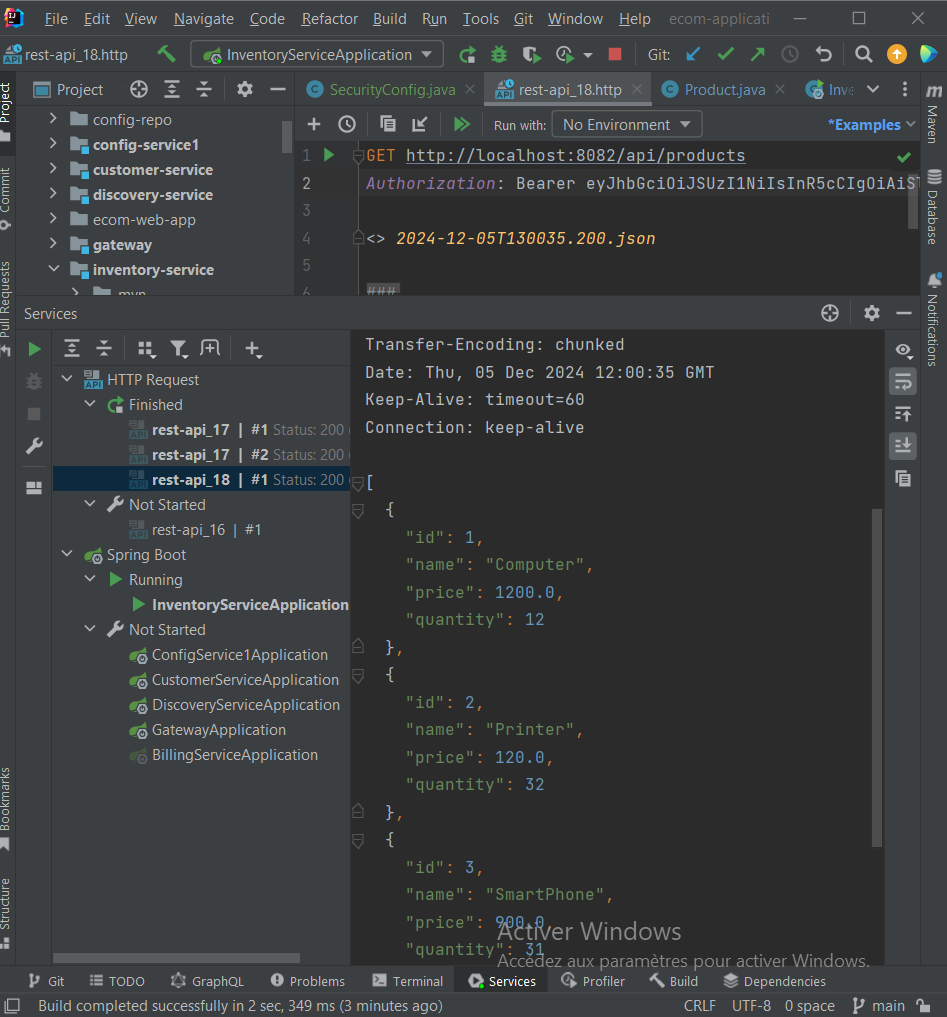 File Edit View Navigate Code Refactor Build Run Tools Git Window Help ecom-applicati
rest-api_18.http InventoryServiceApplication Git:
Project SecurityConfig.java rest-api_18.http Product.java
Project
Commit
Pull Requests
Bookmarks
Structure
Maven
Database
Notifications
config-repo
config-service1
customer-service
discovery-service
ecom-web-app
gateway
inventory-service
.mvn
Run with: No Environment *Examples
1 GET http://localhost:8082/api/products
2 Authorization: Bearer eyJhbGciOiJSUzI1NiIsInR5cCIgOiAiS
3
4 <> 2024-12-05T130035.200.json
5
6 ###
Services
HTTP Request
Finished
rest-api_17 | #1 Status: 200
rest-api_17 | #2 Status: 200
rest-api_18 | #1 Status: 200
Not Started
rest-api_16 | #1
Spring Boot
Running
InventoryServiceApplication
Not Started
ConfigService1Application
CustomerServiceApplication
DiscoveryServiceApplication
GatewayApplication
BillingServiceApplication
Transfer-Encoding: chunked
Date: Thu, 05 Dec 2024 12:00:35 GMT
Keep-Alive: timeout=60
Connection: keep-alive
[
{
"id": 1,
"name": "Computer",
"price": 1200.0,
"quantity": 12
},
{
"id": 2,
"name": "Printer",
"price": 120.0,
"quantity": 32
},
{
"id": 3,
"name": "SmartPhone",
"price": 900.0,
"quantity": 31
Activer Windows
Accédez aux paramètres pour activer Windows.
Git TODO GraphQL Problems Terminal Services Profiler Build Dependencies
Build completed successfully in 2 sec, 349 ms (3 minutes ago) CRLF UTF-8 0 space main